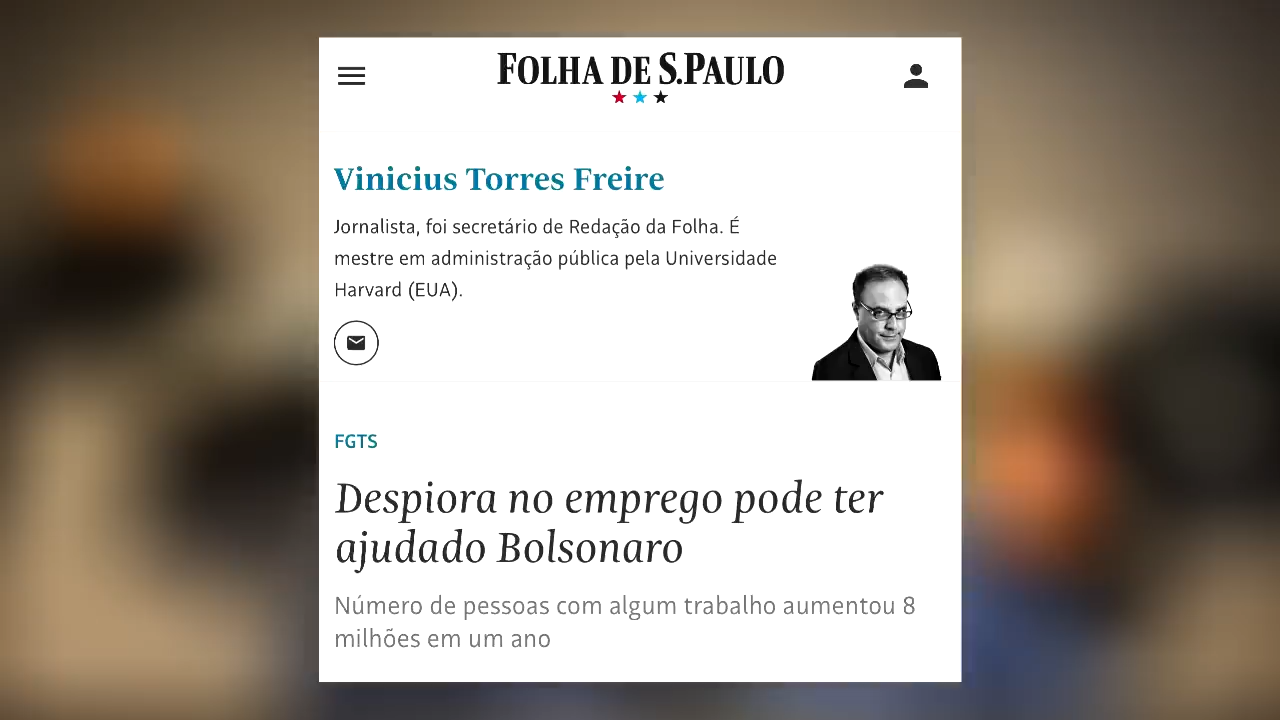 FOLHA DE S.PAULO
Vinicius Torres Freire
Jornalista, foi secretário de Redação da Folha. É
mestre em administração pública pela Universidade
Harvard (EUA).
FGTS
Despiora no emprego pode ter
ajudado Bolsonaro
Número de pessoas com algum trabalho aumentou 8
milhões em um ano